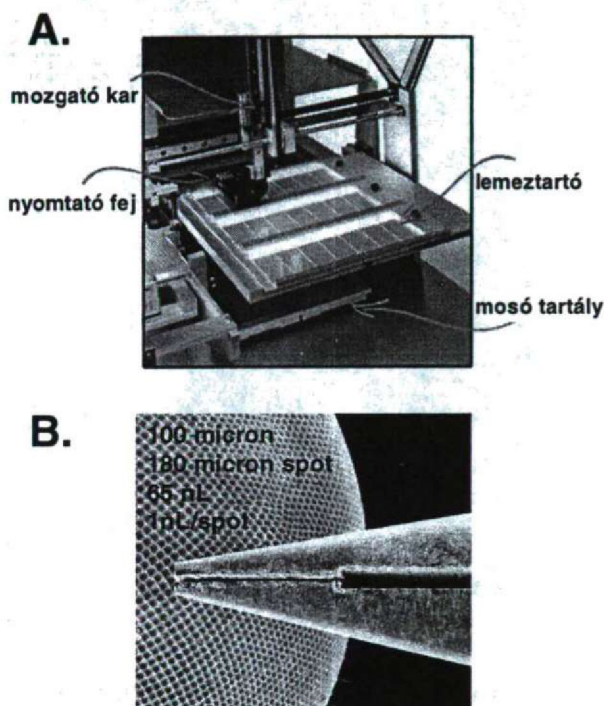 A.
mozgató kar
nyomtató fej
lemeztartó
mosó tartály
B.
100 micron
180 micron spot
65 nL
1nL/spot